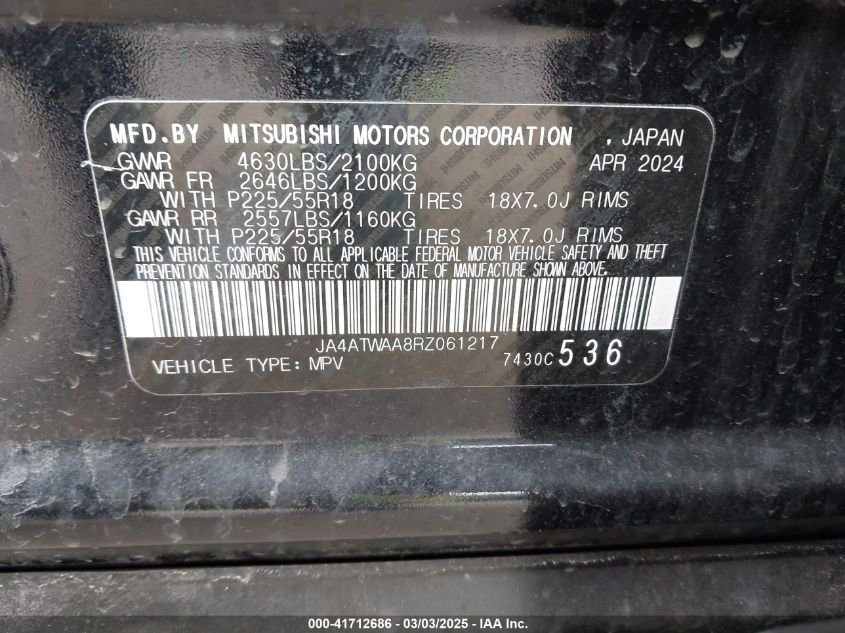 MFD.BY MITSUBISHI MOTORS CORPORATION , JAPAN
GVWR 4630LBS/2100KG APR 2024
GAWR FR 2646LBS/1200KG
WITH P225/55R18 TIRES 18X7.0J RIMS
GAWR RR 2557LBS/1160KG
WITH P225/55R18 TIRES 18X7.0J RIMS
THIS VEHICLE CONFORMS TO ALL APPLICABLE FEDERAL MOTOR VEHICLE SAFETY AND THEFT
PREVENTION STANDARDS IN EFFECT ON THE DATE OF MANUFACTURE SHOWN ABOVE.
JA4ATWAA8RZ061217
VEHICLE TYPE: MPV 7430C 536
000-41712686 - 03/03/2025 - IAA Inc.